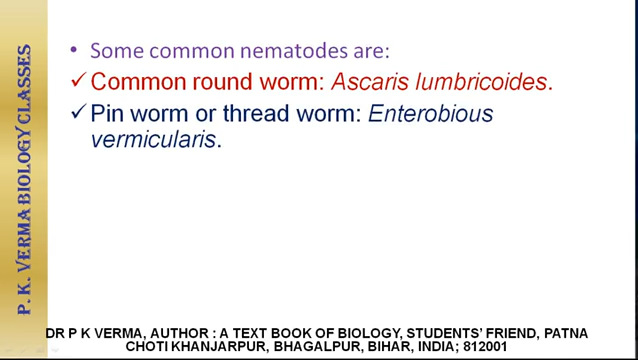 P. K. VERMA BIOLOGY CLASSES
• Some common nematodes are:
✓ Common round worm: Ascaris lumbricoides.
✓ Pin worm or thread worm: Enterobious
vermicularis.
DR P K VERMA, AUTHOR : A TEXT BOOK OF BIOLOGY, STUDENTS' FRIEND, PATNA
CHOTI KHANJARPUR, BHAGALPUR, BIHAR, INDIA; 812001